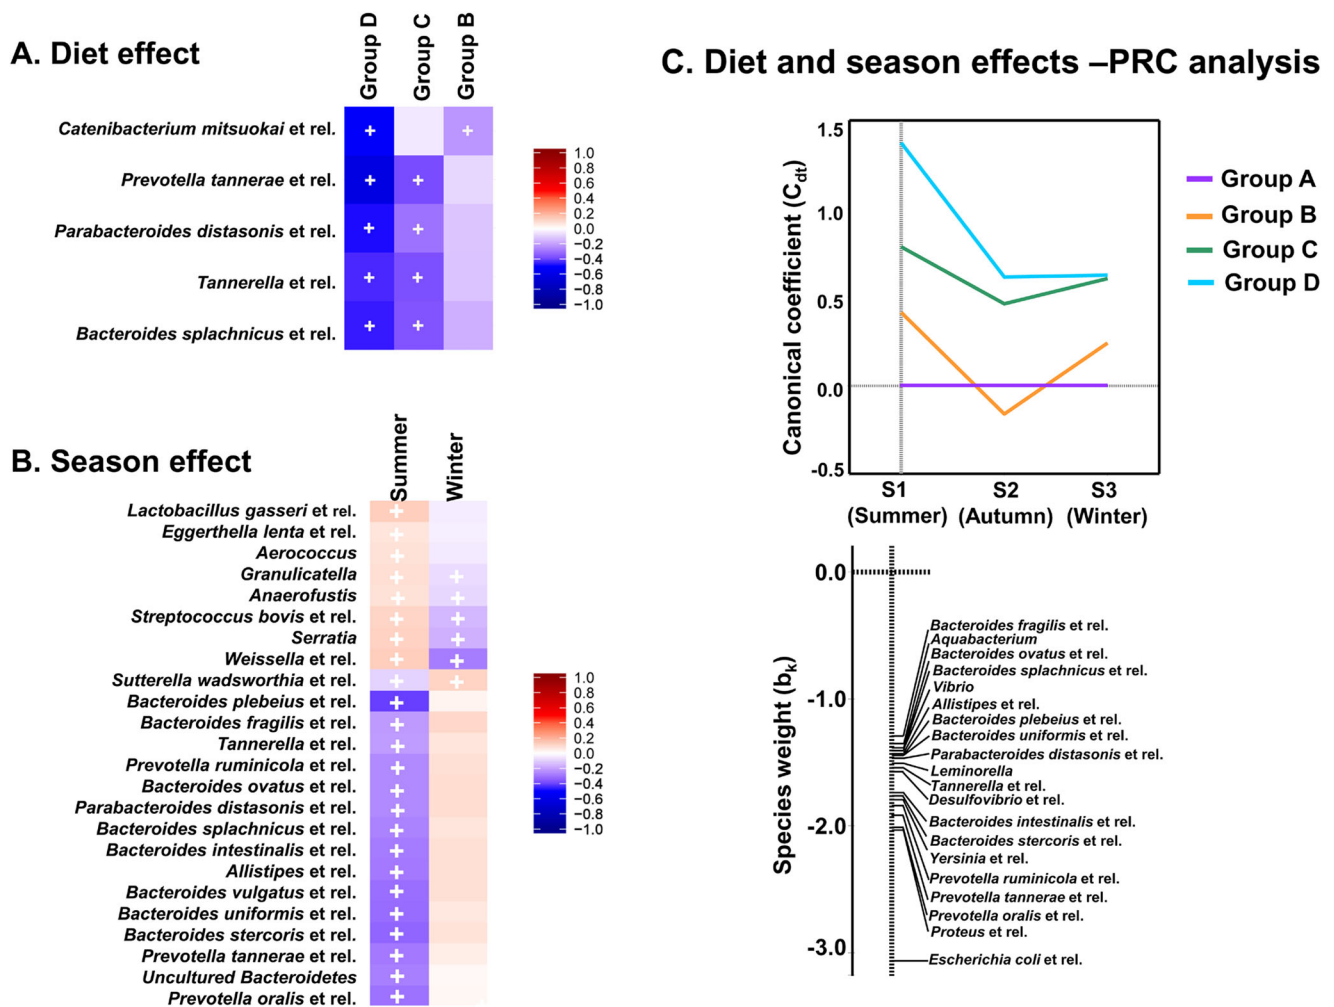 A. Diet effect
Group D
Group C
Group B
Catenibacterium mitsuokai et rel.
Prevotella tannerae et rel.
Parabacteroides distasonis et rel.
Tannerella et rel.
Bacteroides splachnicus et rel.
+ +
+ +
+ +
+ +
+ +
1.0
0.8
0.6
0.4
0.2
0.0
−0.2
−0.4
−0.6
−0.8
−1.0
B. Season effect
Summer
Winter
Lactobacillus gasseri et rel. +
Eggerthella lenta et rel. +
Aerococcus +
Granulicatella + +
Anaerofustis + +
Streptococcus bovis et rel. + +
Serratia + +
Weissella et rel. + +
Sutterella wadsworthia et rel. + +
Bacteroides plebeius et rel. +
Bacteroides fragilis et rel. +
Tannerella et rel. +
Prevotella ruminicola et rel. +
Bacteroides ovatus et rel. +
Parabacteroides distasonis et rel. +
Bacteroides splachnicus et rel. +
Bacteroides intestinalis et rel. +
Allistipes et rel. +
Bacteroides vulgatus et rel. +
Bacteroides uniformis et rel. +
Bacteroides stercoris et rel. +
Prevotella tannerae et rel. +
Uncultured Bacteroidetes +
Prevotella oralis et rel. +
1.0
0.8
0.6
0.4
0.2
0.0
−0.2
−0.4
−0.6
−0.8
−1.0
C. Diet and season effects –PRC analysis
Canonical coefficient (Cdt)
1.5
1.0
0.5
0.0
-0.5
S1 S2 S3
(Summer) (Autumn) (Winter)
Group A
Group B
Group C
Group D
Species weight (bk)
0.0
-1.0
-2.0
-3.0
Bacteroides fragilis et rel.
Aquabacterium
Bacteroides ovatus et rel.
Bacteroides splachnicus et rel.
Vibrio
Allistipes et rel.
Bacteroides plebeius et rel.
Bacteroides uniformis et rel.
Parabacteroides distasonis et rel.
Leminorella
Tannerella et rel.
Desulfovibrio et rel.
Bacteroides intestinalis et rel.
Bacteroides stercoris et rel.
Yersinia et rel.
Prevotella ruminicola et rel.
Prevotella tannerae et rel.
Prevotella oralis et rel.
Proteus et rel.
Escherichia coli et rel.